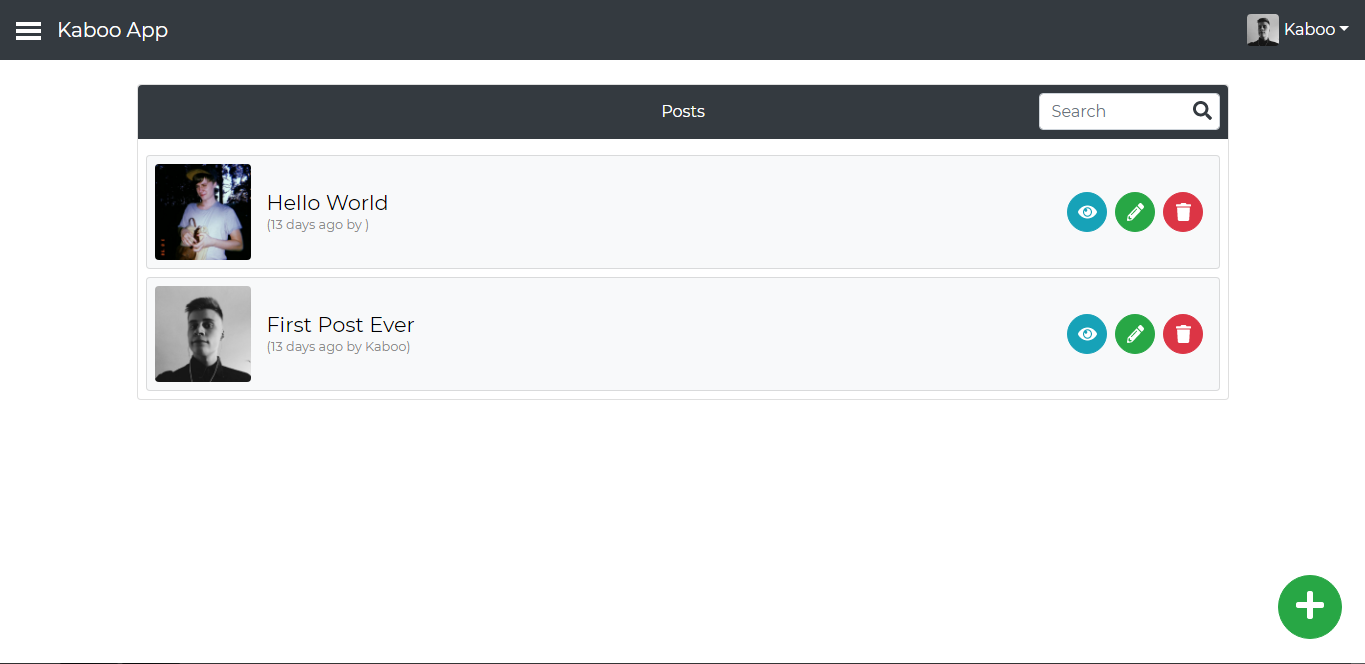 Kaboo App
Kaboo
Posts
Search
Hello World
(13 days ago by )
First Post Ever
(13 days ago by Kaboo)